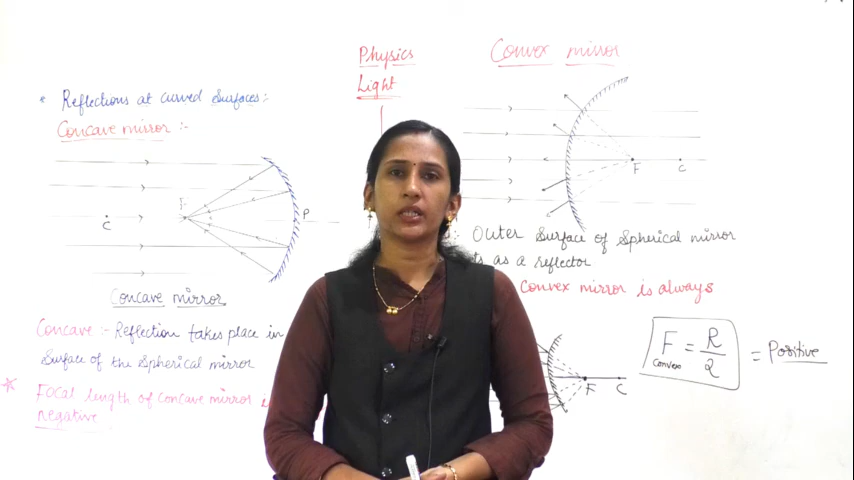 Physics
Light
* Reflections at curved surfaces:
Concave mirror :-
F
C
P
Concave mirror
Concave :- Reflection takes place in
Surface of the Spherical mirror
* Focal length of concave mirror
negative
Convex mirror
F
C
Outer Surface of Spherical mirror
as a reflector
Convex mirror is always
F
C
F convex = R/2 = Positive